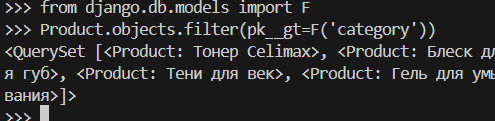 >>> from django.db.models import F
>>> Product.objects.filter(pk__gt=F('category'))
<QuerySet [<Product: Тонер Celimax>, <Product: Блеск дл
я губ>, <Product: Тени для век>, <Product: Гель для умы
вания>]>
>>>